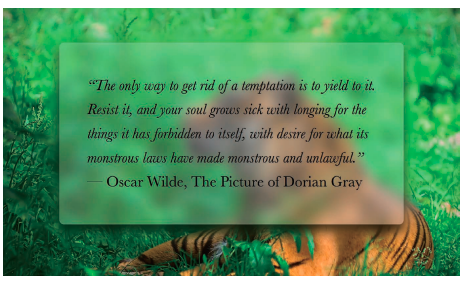 “The only way to get rid of a temptation is to yield to it.
Resist it, and your soul grows sick with longing for the
things it has forbidden to itself, with desire for what its
monstrous laws have made monstrous and unlawful.”
— Oscar Wilde, The Picture of Dorian Gray